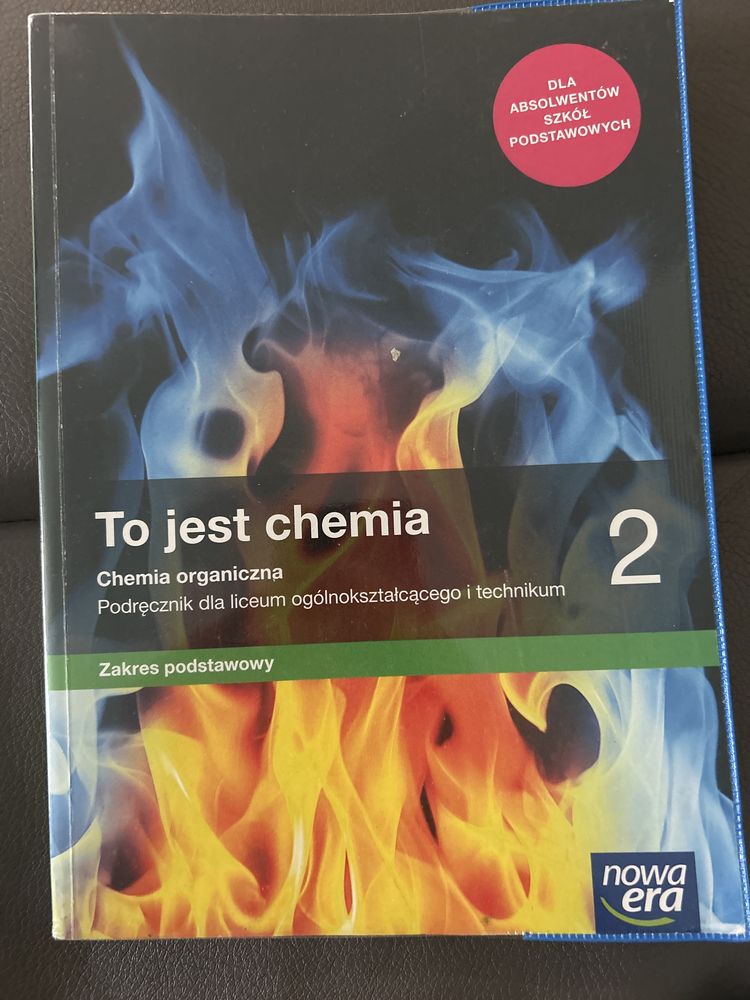 DLA
ABSOLWENTÓW
SZKÓŁ
PODSTAWOWYCH
To jest chemia
2
Chemia organiczna
Podręcznik dla liceum ogólnokształcącego i technikum
Zakres podstawowy
nowa
era